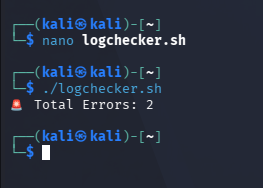 ┌──(kali㉿kali)-[~]
└─$ nano logchecker.sh
┌──(kali㉿kali)-[~]
└─$ ./logchecker.sh
🚨 Total Errors: 2
┌──(kali㉿kali)-[~]
└─$